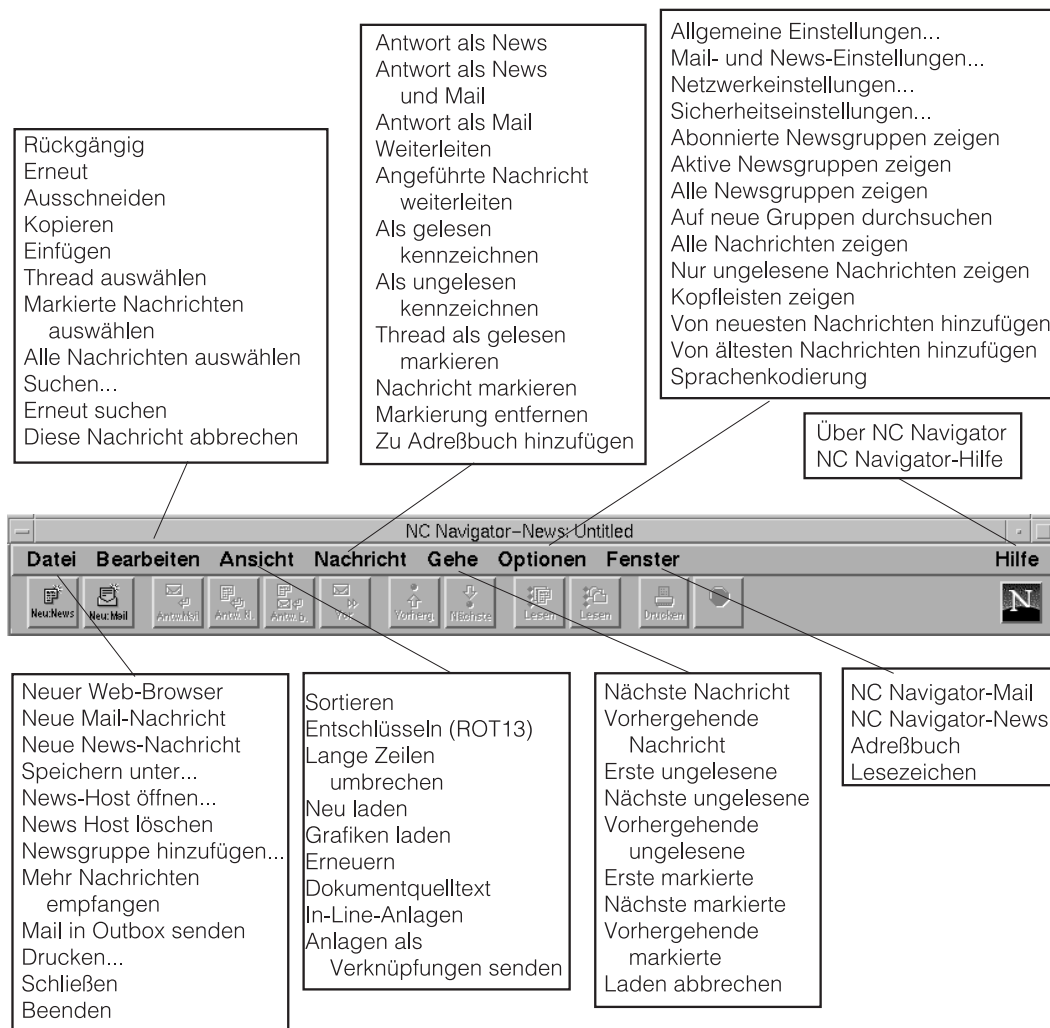 Rückgängig
Erneut
Ausschneiden
Kopieren
Einfügen
Thread auswählen
Markierte Nachrichten
auswählen
Alle Nachrichten auswählen
Suchen...
Erneut suchen
Diese Nachricht abbrechen
Antwort als News
Antwort als News
und Mail
Antwort als Mail
Weiterleiten
Angeführte Nachricht
weiterleiten
Als gelesen
kennzeichnen
Als ungelesen
kennzeichnen
Thread als gelesen
markieren
Nachricht markieren
Markierung entfernen
Zu Adreßbuch hinzufügen
Allgemeine Einstellungen...
Mail- und News-Einstellungen...
Netzwerkeinstellungen...
Sicherheitseinstellungen...
Abonnierte Newsgruppen zeigen
Aktive Newsgruppen zeigen
Alle Newsgruppen zeigen
Auf neue Gruppen durchsuchen
Alle Nachrichten zeigen
Nur ungelesene Nachrichten zeigen
Kopfleisten zeigen
Von neuesten Nachrichten hinzufügen
Von ältesten Nachrichten hinzufügen
Sprachenkodierung
Über NC Navigator
NC Navigator-Hilfe
NC Navigator-News: Untitled
Datei Bearbeiten Ansicht Nachricht Gehe Optionen Fenster Hilfe
Neu:News Neu:Mail Antw.Mail Antw. N. Antw. b. Vorherg. Nächste Lesen Lesen Drucken N
Neuer Web-Browser
Neue Mail-Nachricht
Neue News-Nachricht
Speichern unter...
News-Host öffnen...
News Host löschen
Newsgruppe hinzufügen...
Mehr Nachrichten
empfangen
Mail in Outbox senden
Drucken...
Schließen
Beenden
Sortieren
Entschlüsseln (ROT13)
Lange Zeilen
umbrechen
Neu laden
Grafiken laden
Erneuern
Dokumentquelltext
In-Line-Anlagen
Anlagen als
Verknüpfungen senden
Nächste Nachricht
Vorhergehende
Nachricht
Erste ungelesene
Nächste ungelesene
Vorhergehende
ungelesene
Erste markierte
Nächste markierte
Vorhergehende
markierte
Laden abbrechen
NC Navigator-Mail
NC Navigator-News
Adreßbuch
Lesezeichen